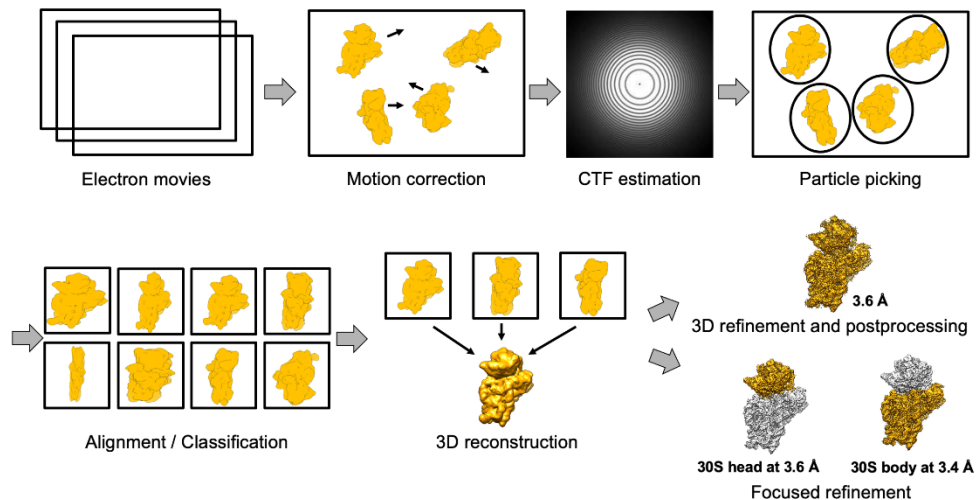 Electron movies
Motion correction
CTF estimation
Particle picking
Alignment / Classification
3D reconstruction
3.6 Å
3D refinement and postprocessing
30S head at 3.6 Å
30S body at 3.4 Å
Focused refinement